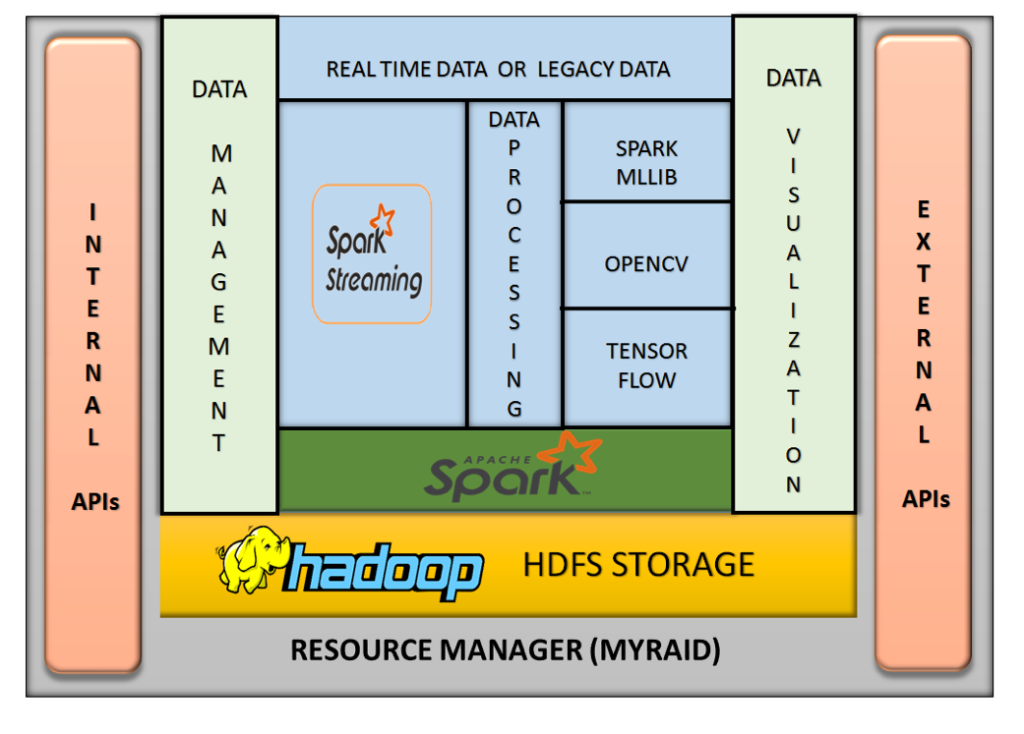 INTERNAL
APIs
DATA
MANAGEMENT
REAL TIME DATA OR LEGACY DATA
Spark
Streaming
DATA
PROCESSING
SPARK
MLLIB
OPENCV
TENSOR
FLOW
DATA
VISUALIZATION
EXTERNAL
APIs
APACHE
Spark
hadoop HDFS STORAGE
RESOURCE MANAGER (MYRAID)